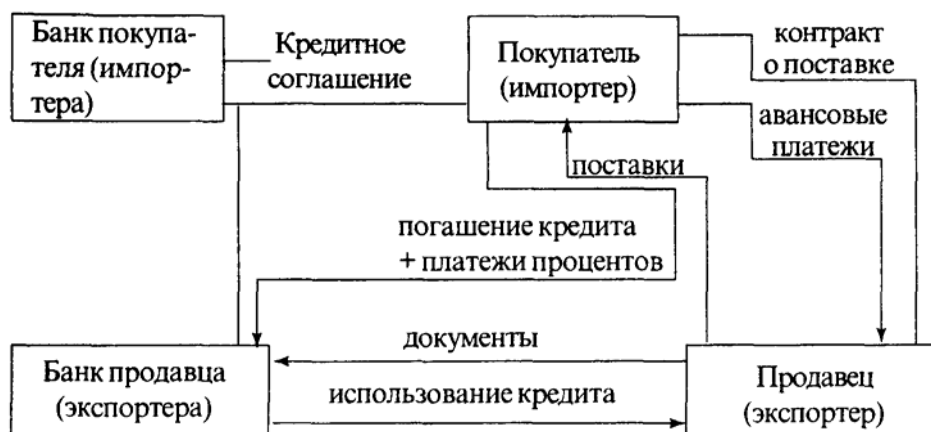 Банк покупа-
теля (импор-
тера)
Кредитное
соглашение
Покупатель
(импортер)
контракт
о поставке
авансовые
платежи
поставки
погашение кредита
+ платежи процентов
документы
Банк продавца
(экспортера)
использование кредита
Продавец
(экспортер)